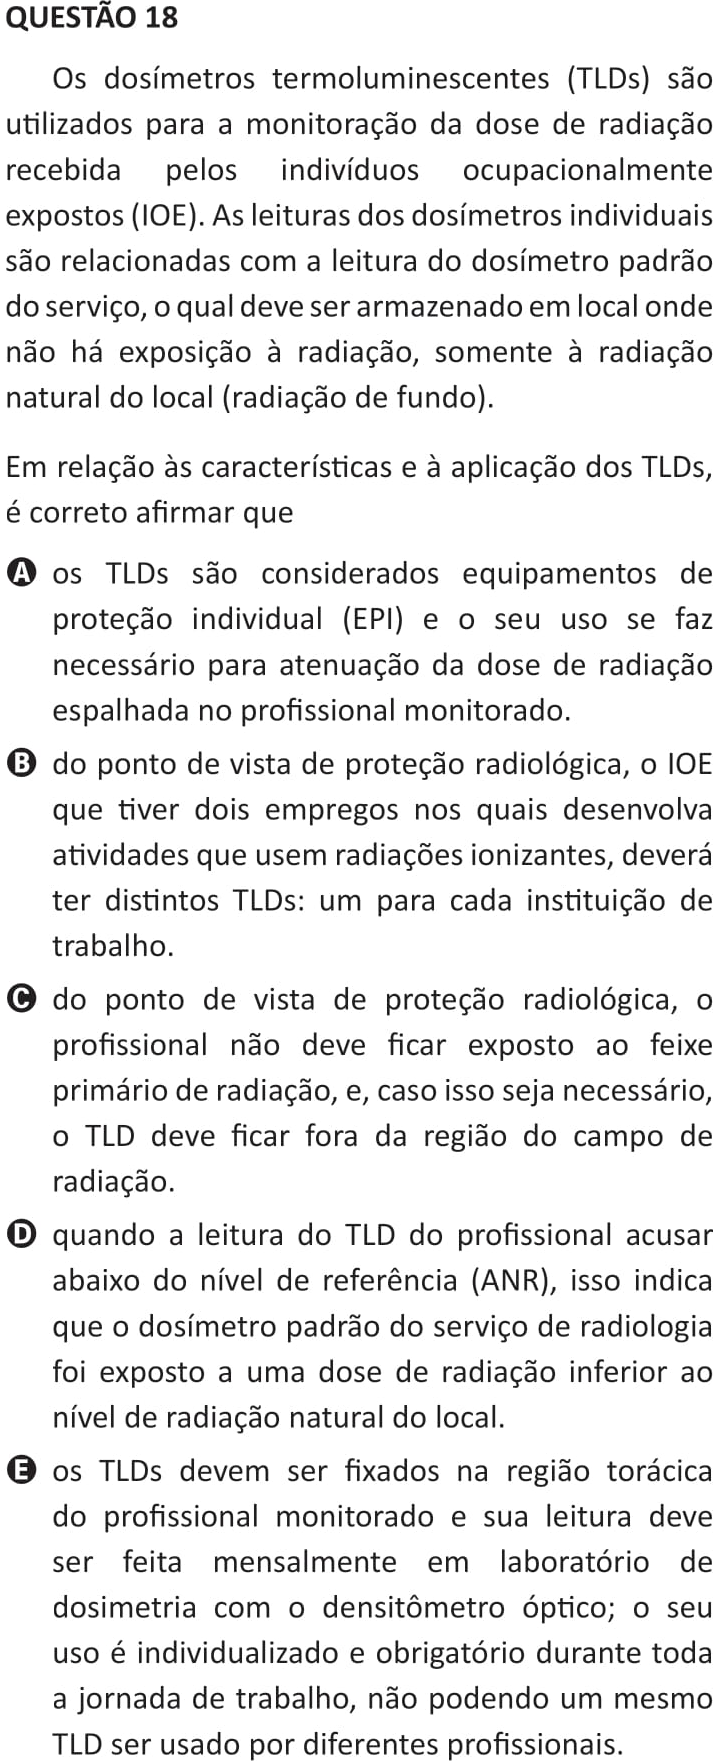 QUESTÃO 18
Os dosímetros termoluminescentes (TLDs) são
utilizados para a monitoração da dose de radiação
recebida pelos indivíduos ocupacionalmente
expostos (IOE). As leituras dos dosímetros individuais
são relacionadas com a leitura do dosímetro padrão
do serviço, o qual deve ser armazenado em local onde
não há exposição à radiação, somente à radiação
natural do local (radiação de fundo).
Em relação às características e à aplicação dos TLDs,
é correto afirmar que
A os TLDs são considerados equipamentos de
proteção individual (EPI) e o seu uso se faz
necessário para atenuação da dose de radiação
espalhada no profissional monitorado.
B do ponto de vista de proteção radiológica, o IOE
que tiver dois empregos nos quais desenvolva
atividades que usem radiações ionizantes, deverá
ter distintos TLDs: um para cada instituição de
trabalho.
C do ponto de vista de proteção radiológica, o
profissional não deve ficar exposto ao feixe
primário de radiação, e, caso isso seja necessário,
o TLD deve ficar fora da região do campo de
radiação.
D quando a leitura do TLD do profissional acusar
abaixo do nível de referência (ANR), isso indica
que o dosímetro padrão do serviço de radiologia
foi exposto a uma dose de radiação inferior ao
nível de radiação natural do local.
E os TLDs devem ser fixados na região torácica
do profissional monitorado e sua leitura deve
ser feita mensalmente em laboratório de
dosimetria com o densitômetro óptico; o seu
uso é individualizado e obrigatório durante toda
a jornada de trabalho, não podendo um mesmo
TLD ser usado por diferentes profissionais.